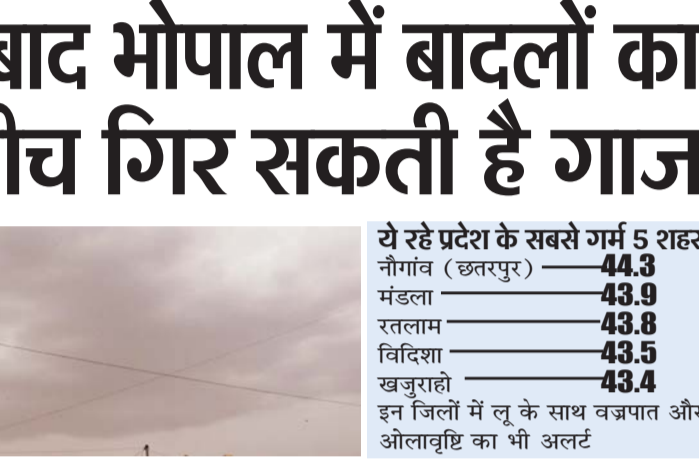 बाद भोपाल में बादलों का
गिर सकती है गाज
ये रहे प्रदेश के सबसे गर्म 5 शहर
नौगांव (छतरपुर) 44.3
मंडला 43.9
रतलाम 43.8
विदिशा 43.5
खजुराहो 43.4
इन जिलों में लू के साथ वज्रपात और
ओलावृष्टि का भी अलर्ट